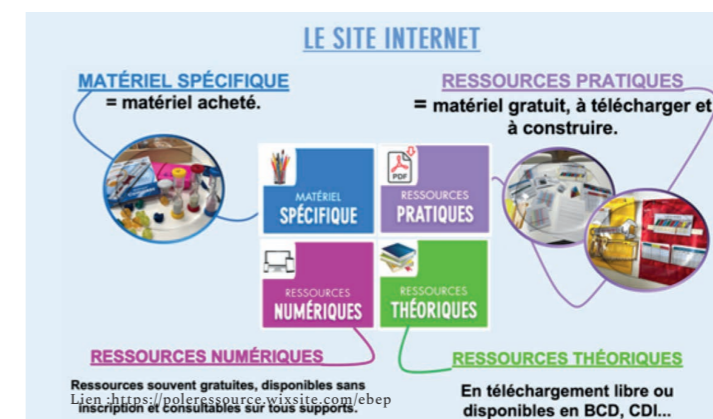 LE SITE INTERNET
MATÉRIEL SPÉCIFIQUE
= matériel acheté.
RESSOURCES PRATIQUES
= matériel gratuit, à télécharger et
à construire.
MATÉRIEL
SPÉCIFIQUE
PDF
RESSOURCES
PRATIQUES
RESSOURCES
NUMÉRIQUES
RESSOURCES
THÉORIQUES
RESSOURCES NUMÉRIQUES
Ressources souvent gratuites, disponibles sans
Lien :https://poleressource.wixsite.com/ebep
inscription et consultables sur tous supports.
RESSOURCES THÉORIQUES
En téléchargement libre ou
disponibles en BCD, CDI...